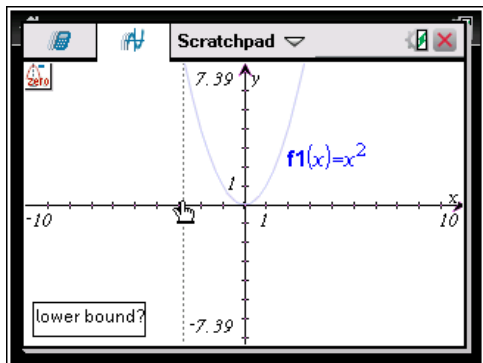 Scratchpad
zero
7.39 y
f1(x)=x²
1
x
-10 1 10
lower bound?
-7.39